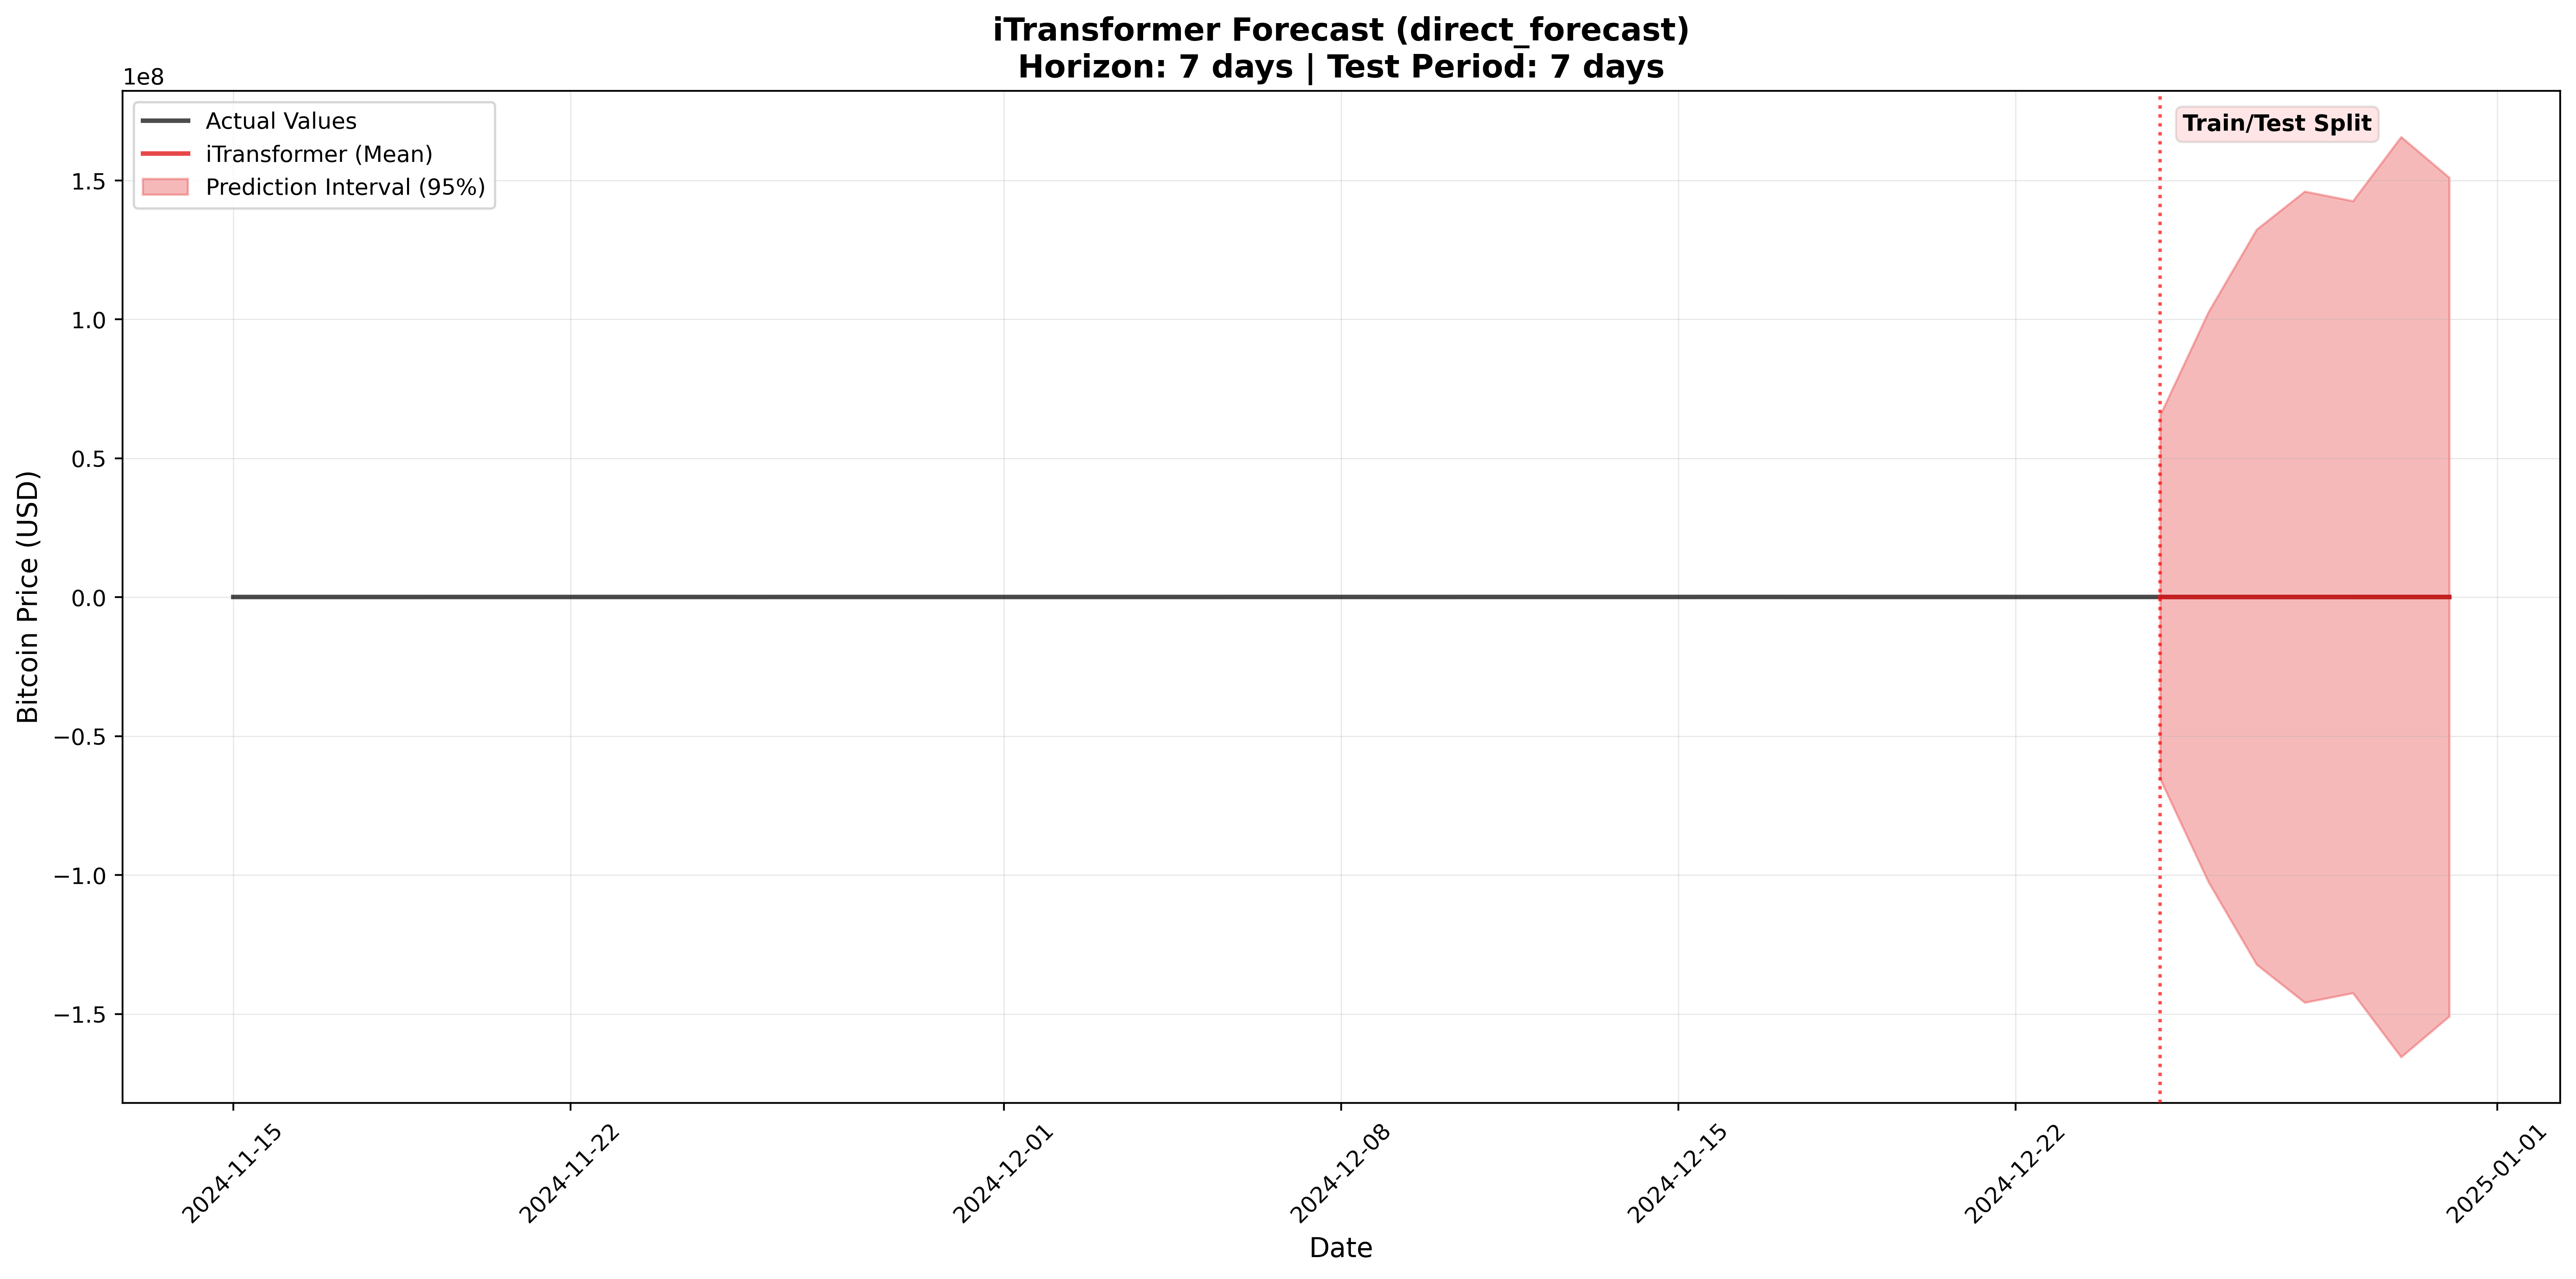 iTransformer Forecast (direct_forecast)
Horizon: 7 days | Test Period: 7 days
1e8
Actual Values
iTransformer (Mean)
Prediction Interval (95%)
Train/Test Split
1.5
1.0
0.5
0.0
−0.5
−1.0
−1.5
Bitcoin Price (USD)
2024-11-15
2024-11-22
2024-12-01
2024-12-08
2024-12-15
2024-12-22
2025-01-01
Date